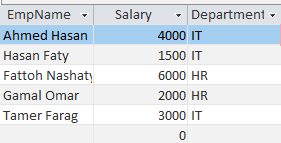 EmpName Salary Department
Ahmed Hasan 4000 IT
Hasan Faty 1500 IT
Fattoh Nashaty 6000 HR
Gamal Omar 2000 HR
Tamer Farag 3000 IT
0